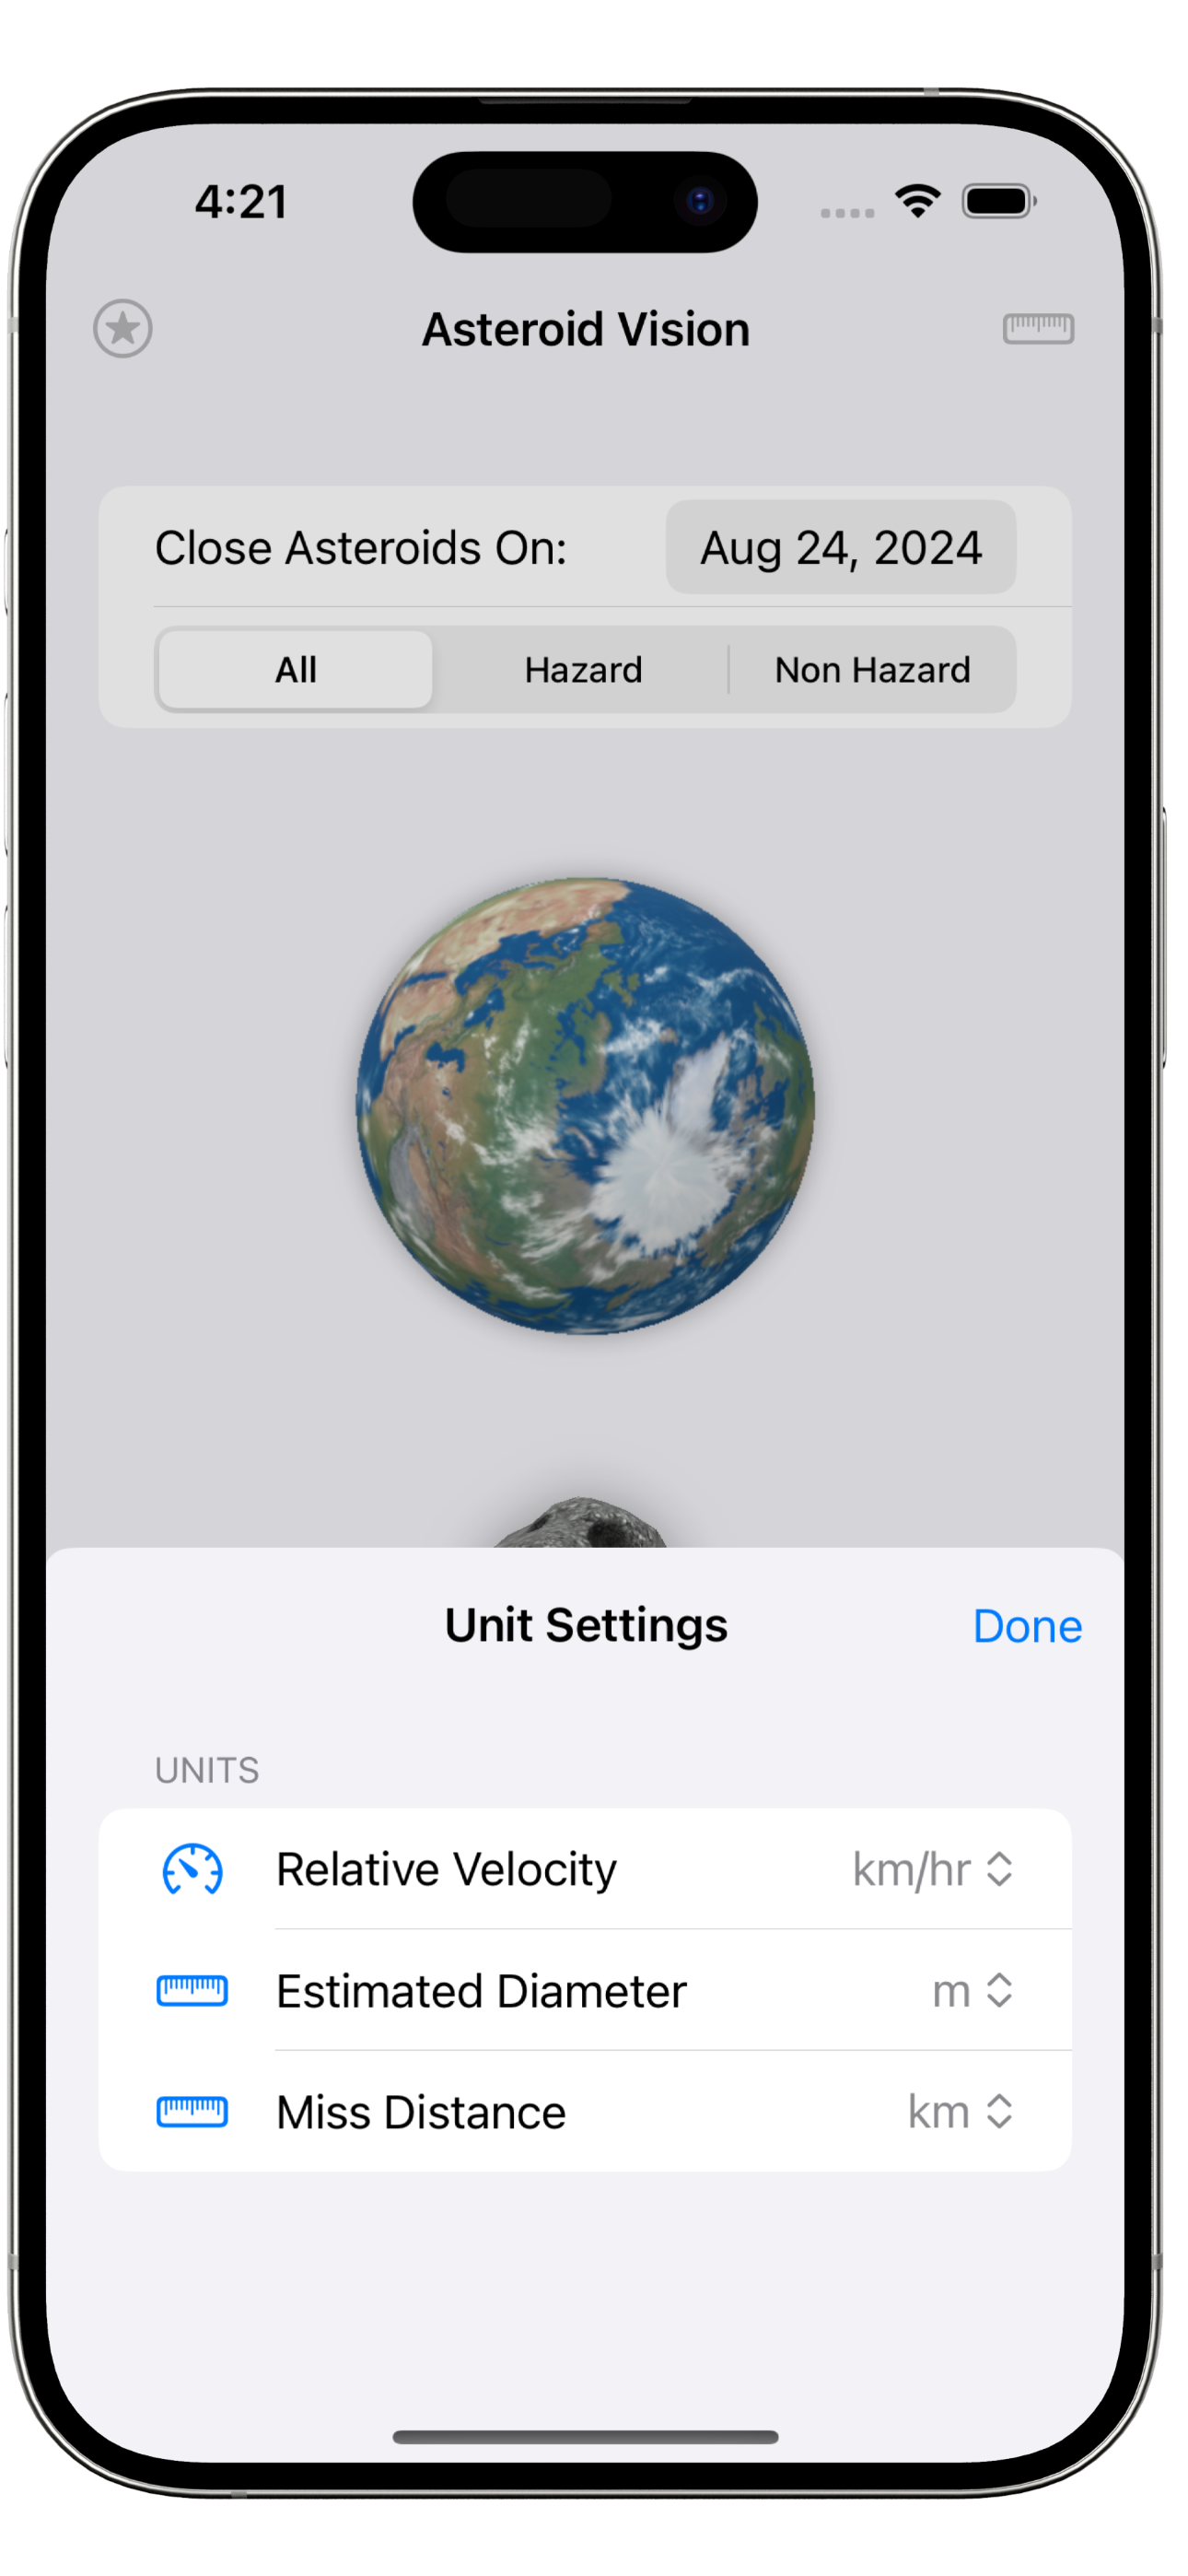 4:21
Asteroid Vision
Close Asteroids On: Aug 24, 2024
All Hazard Non Hazard
Unit Settings Done
UNITS
Relative Velocity km/hr
Estimated Diameter m
Miss Distance km